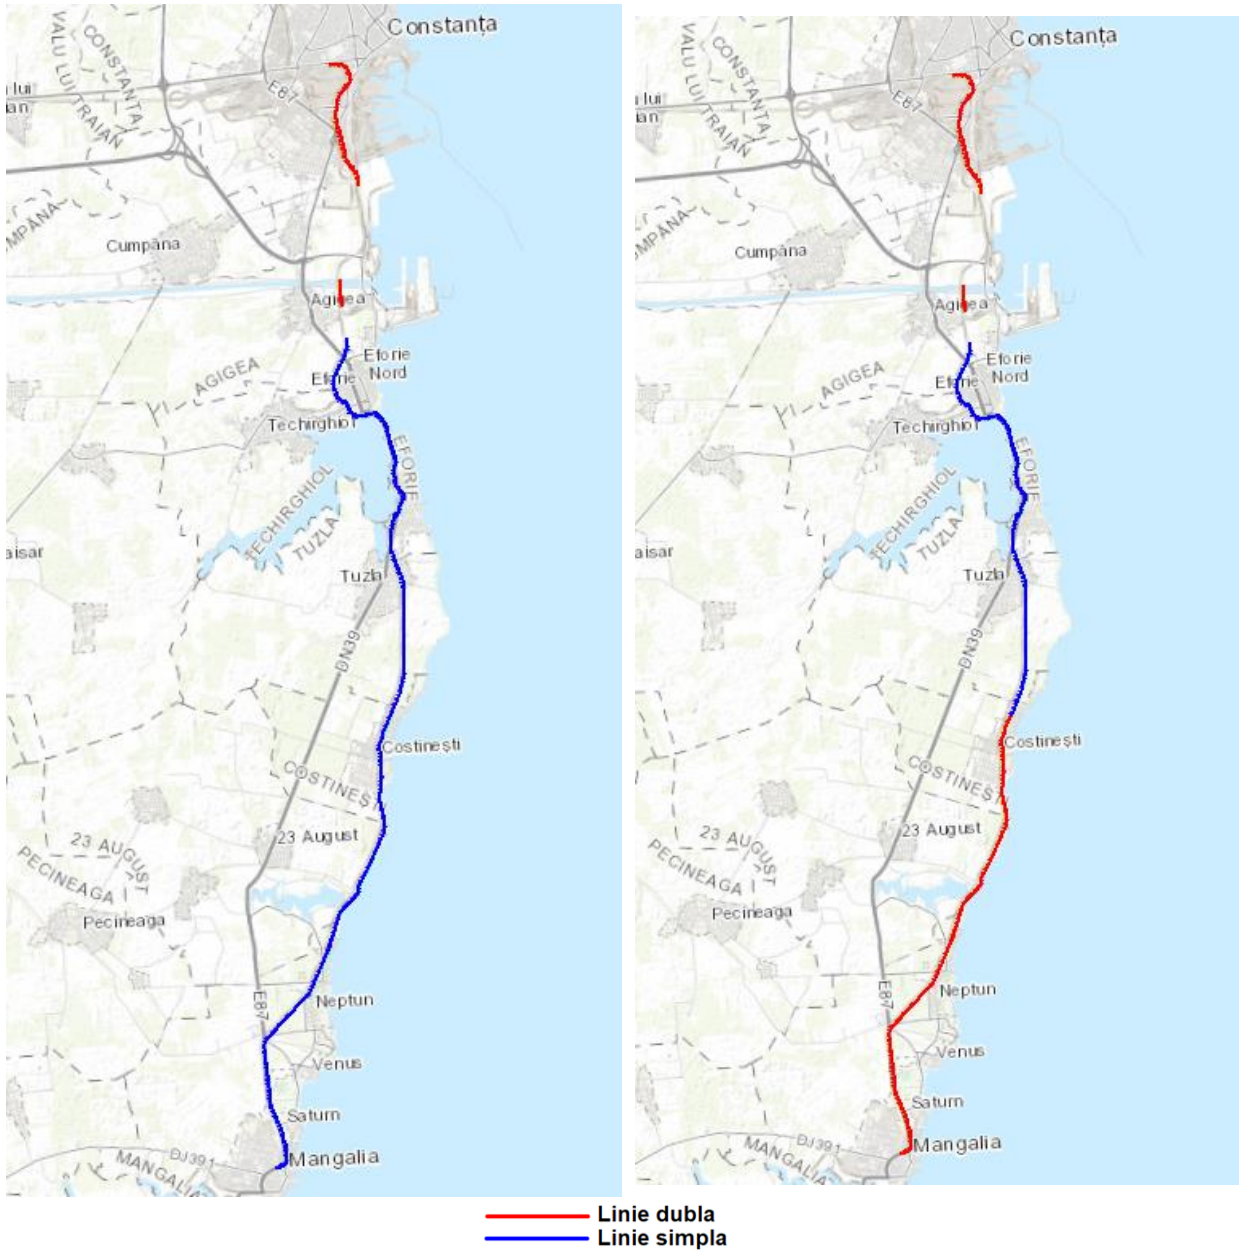 Constanța
CONSTANȚA
VALU LUI TRAIAN
E87
Cumpăna
Agigea
AGIGEA
Eforie
Nord
Eforie
Techirghiol
EFORIE
TECHIRGHIOL
TUZLA
aisar
Tuzla
DN39
Costinești
COSTINEȘTI
23 August
23 AUGUST
PECINEAGA
Pecineaga
Neptun
E87
Venus
Saturn
DJ391
Mangalia
MANGALIA
Constanța
CONSTANȚA
VALU LUI TRAIAN
E87
Cumpăna
Agigea
AGIGEA
Eforie
Nord
Eforie
Techirghiol
EFORIE
TECHIRGHIOL
TUZLA
aisar
Tuzla
DN39
Costinești
COSTINEȘTI
23 August
23 AUGUST
PECINEAGA
Pecineaga
Neptun
E87
Venus
Saturn
DJ391
Mangalia
MANGALIA
Linie dubla
Linie simpla